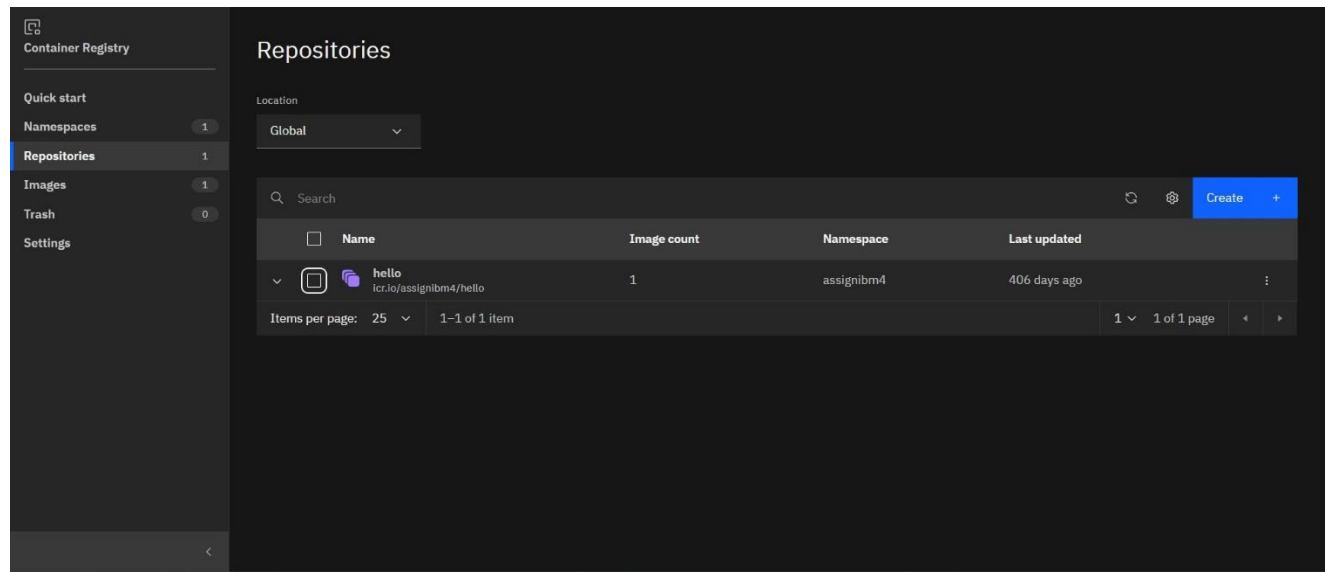 Container Registry
Quick start
Namespaces 1
Repositories 1
Images 1
Trash 0
Settings
Repositories
Location
Global
Search
Create +
Name Image count Namespace Last updated
hello 1 assignibm4 406 days ago
icr.io/assignibm4/hello
Items per page: 25 1–1 of 1 item 1 1 of 1 page